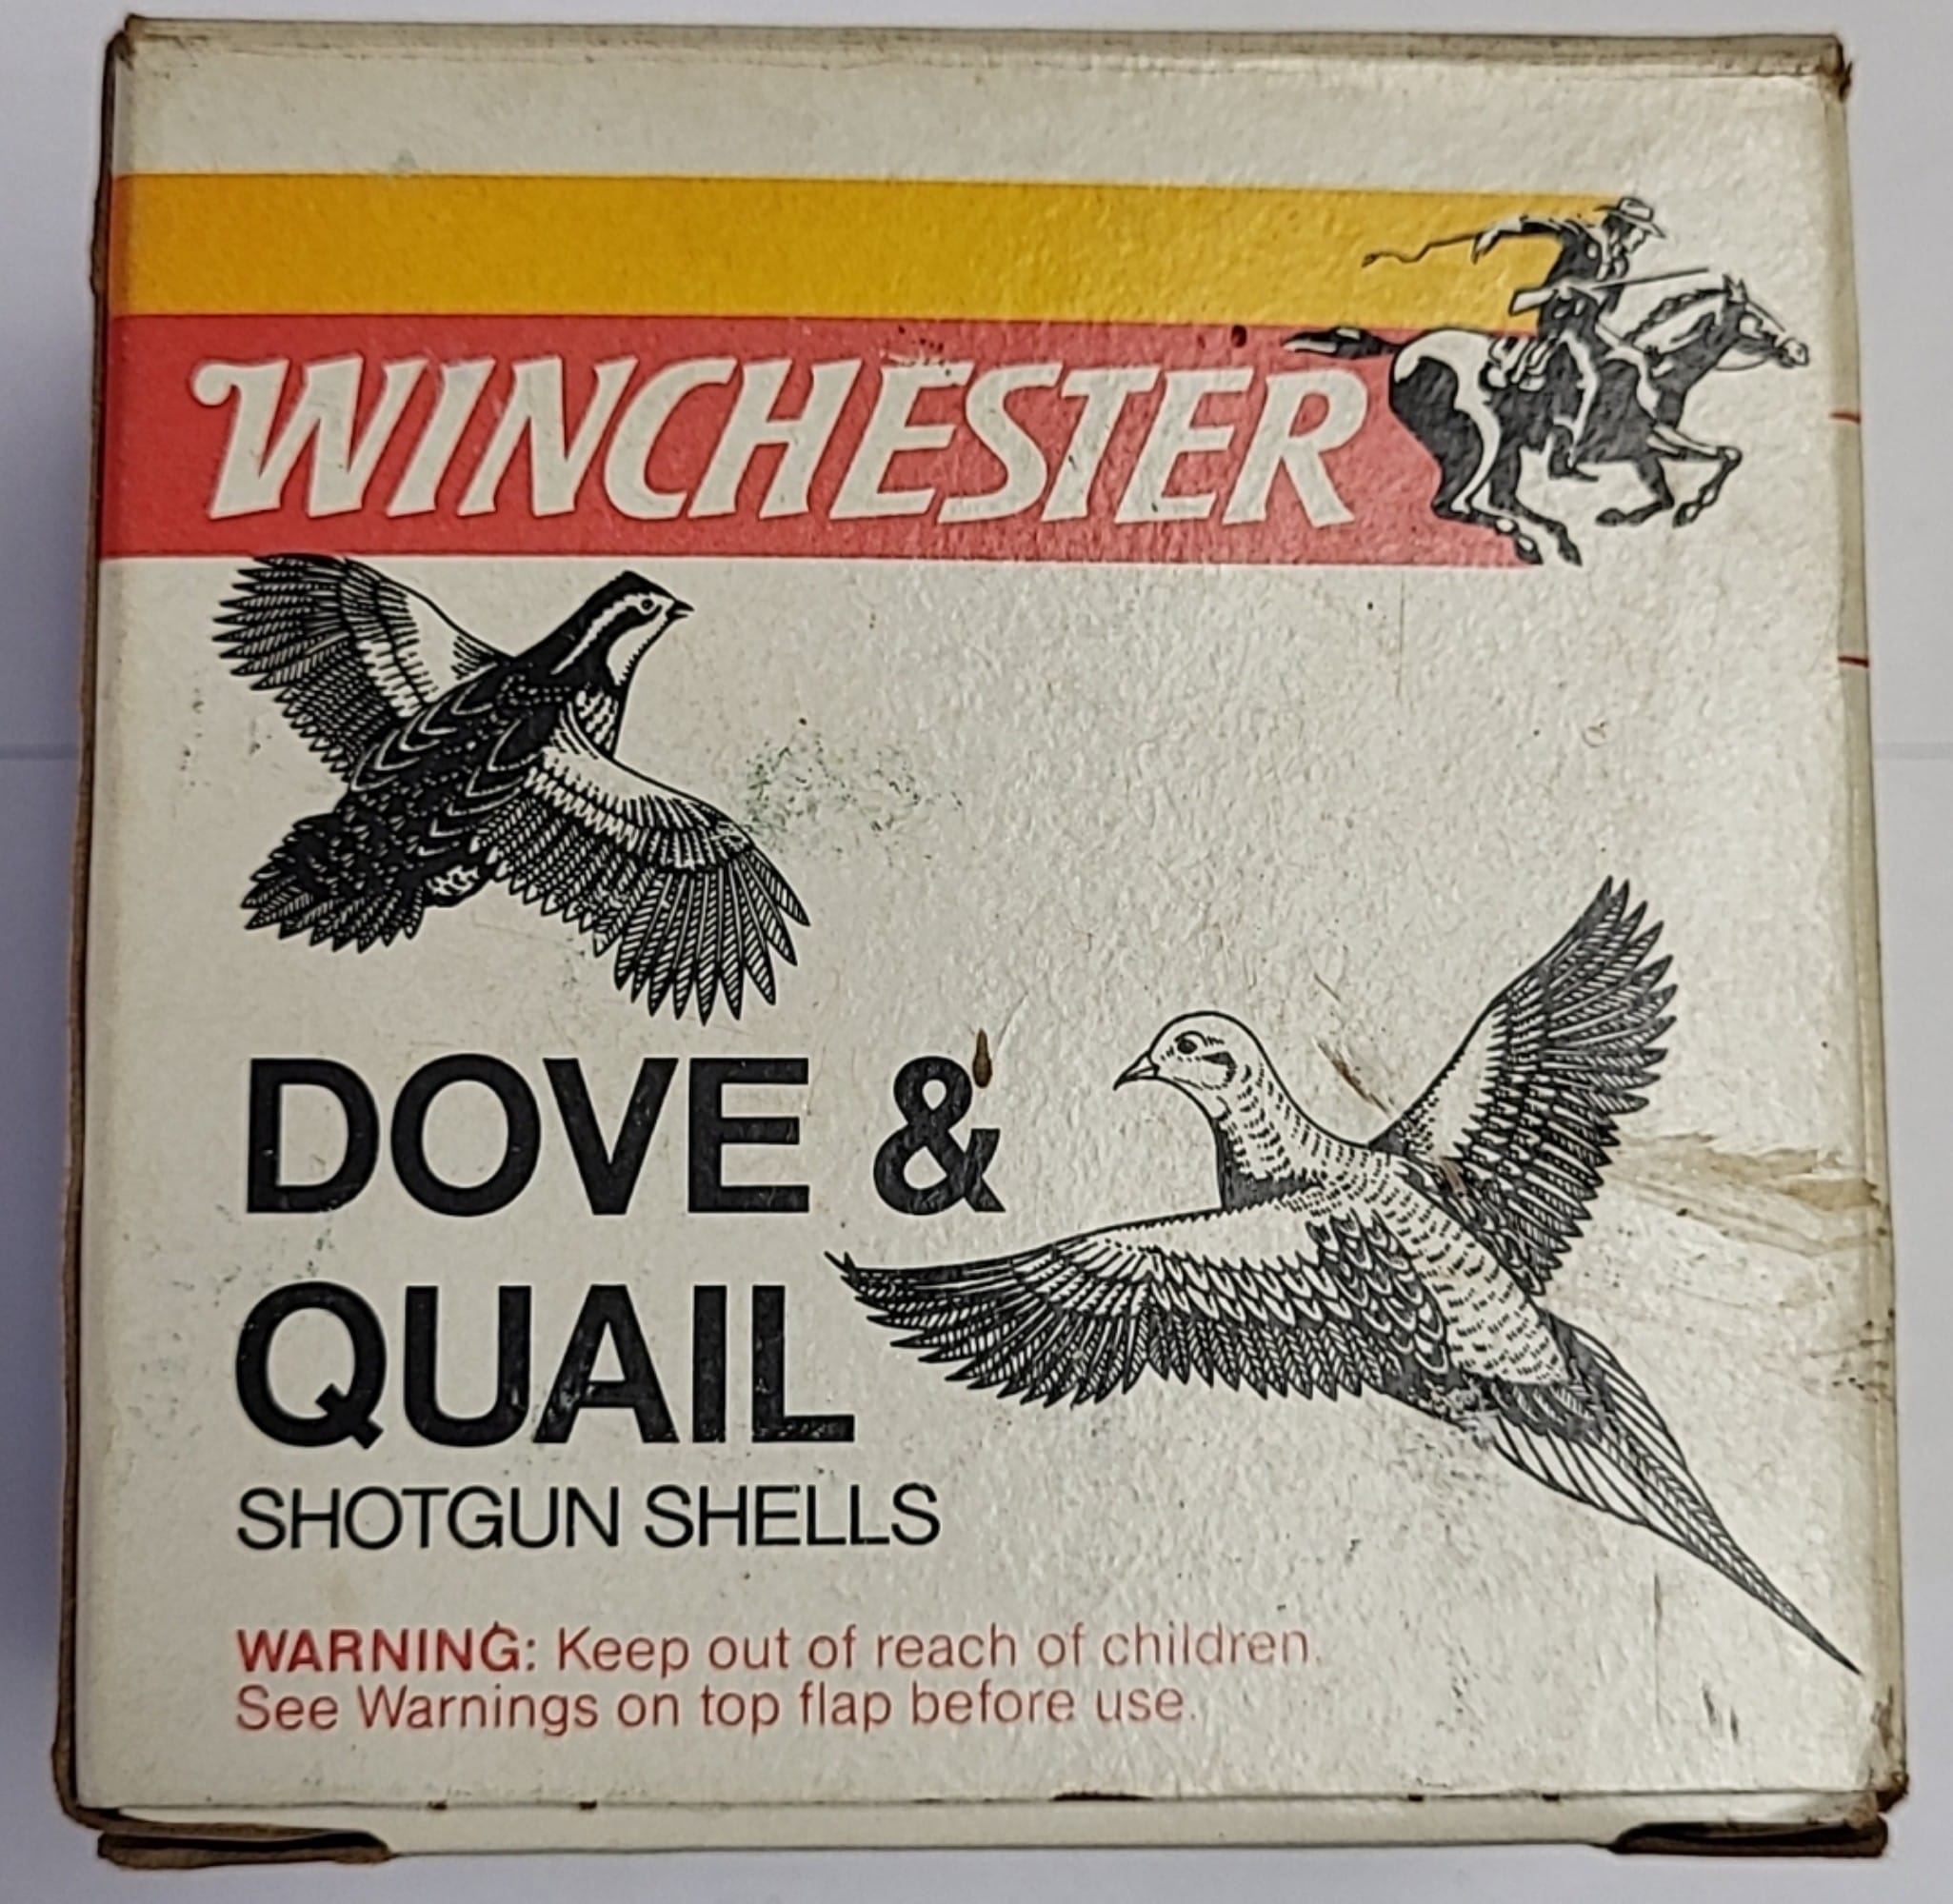 WINCHESTER
DOVE &
QUAIL
SHOTGUN SHELLS
WARNING: Keep out of reach of children.
See Warnings on top flap before use.